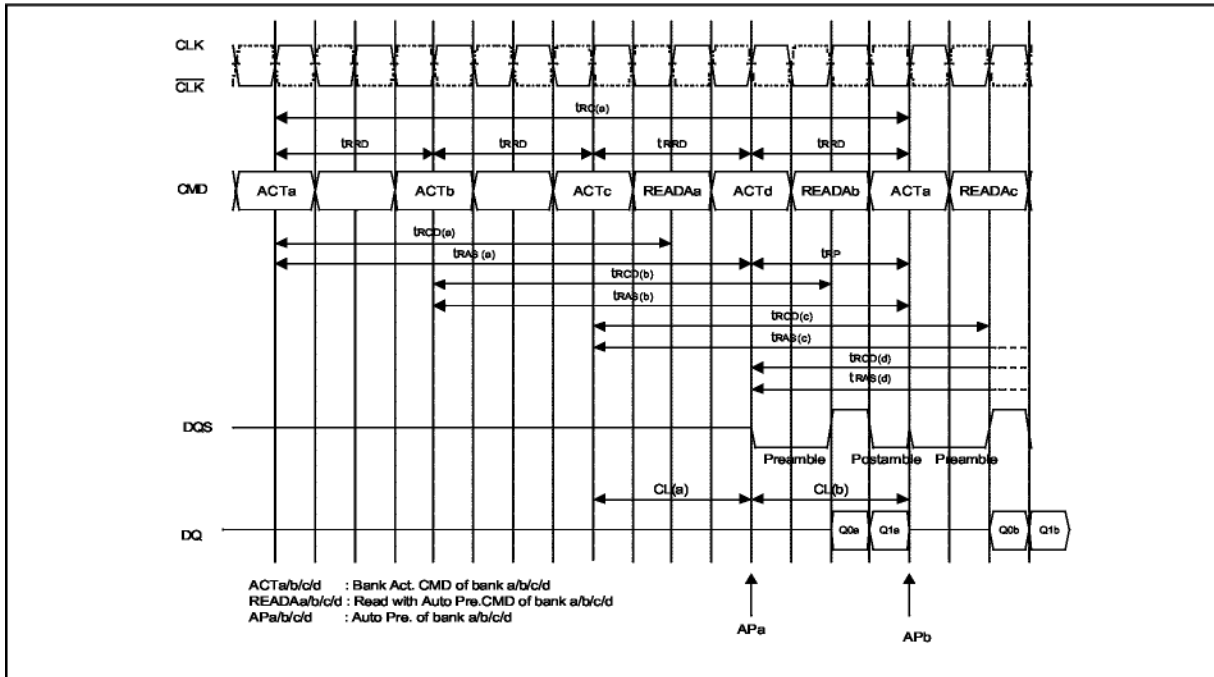 CLK
CLK
tRC(a)
tRRD tRRD tRRD tRRD
CMD ACTa ACTb ACTc READAa ACTd READAb ACTa READAc
tRCD(a)
tRAS(a) tRP
tRCD(b)
tRAS(b)
tRCD(c)
tRAS(c)
tRCD(d)
tRAS(d)
DQS
Preamble Postamble Preamble
CL(a) CL(b)
DQ Q0a Q1a Q0b Q1b
ACTa/b/c/d : Bank Act. CMD of bank a/b/c/d
READAa/b/c/d : Read with Auto Pre.CMD of bank a/b/c/d
APa/b/c/d : Auto Pre. of bank a/b/c/d
APa APb